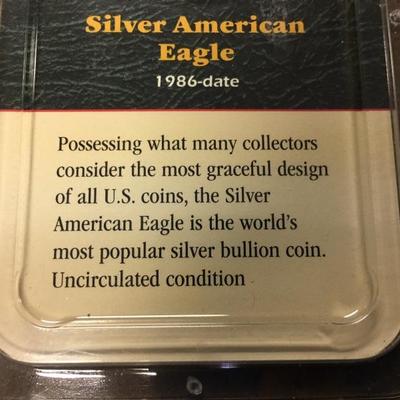 Silver American
Eagle
1986-date
Possessing what many collectors
consider the most graceful design
of all U.S. coins, the Silver
American Eagle is the world's
most popular silver bullion coin.
Uncirculated condition